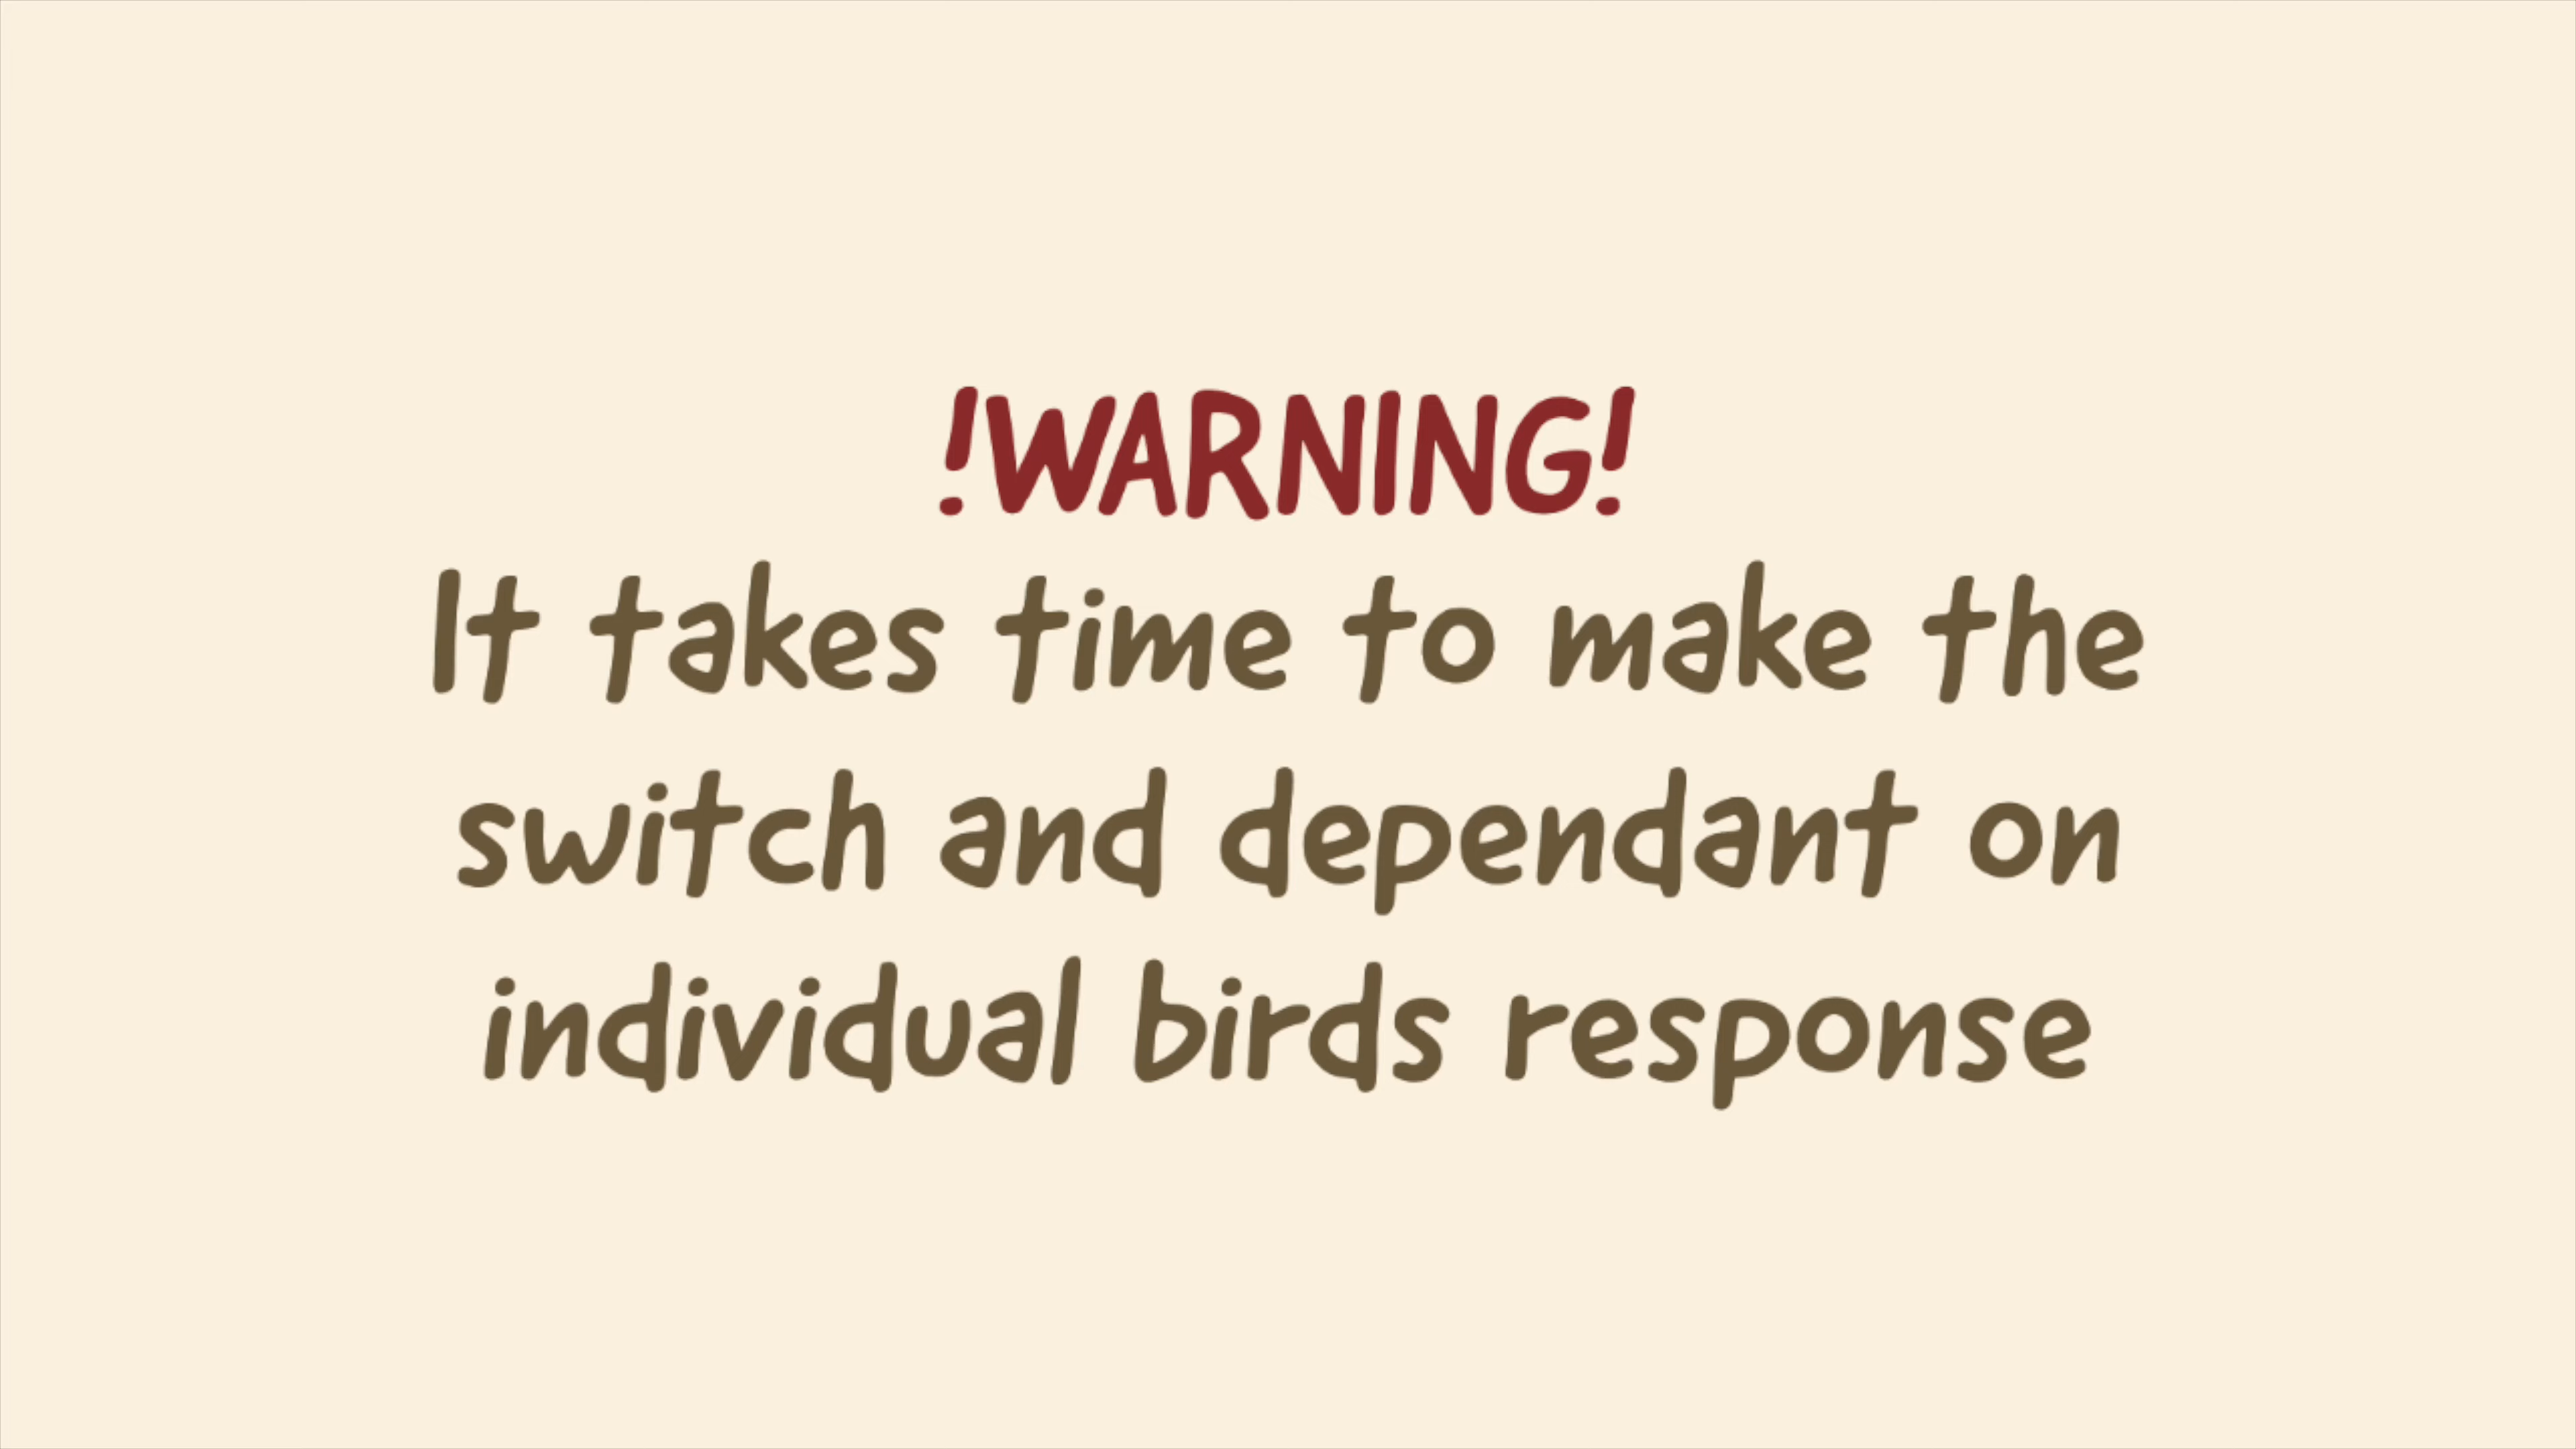 !WARNING!
It takes time to make the
switch and dependant on
individual birds response